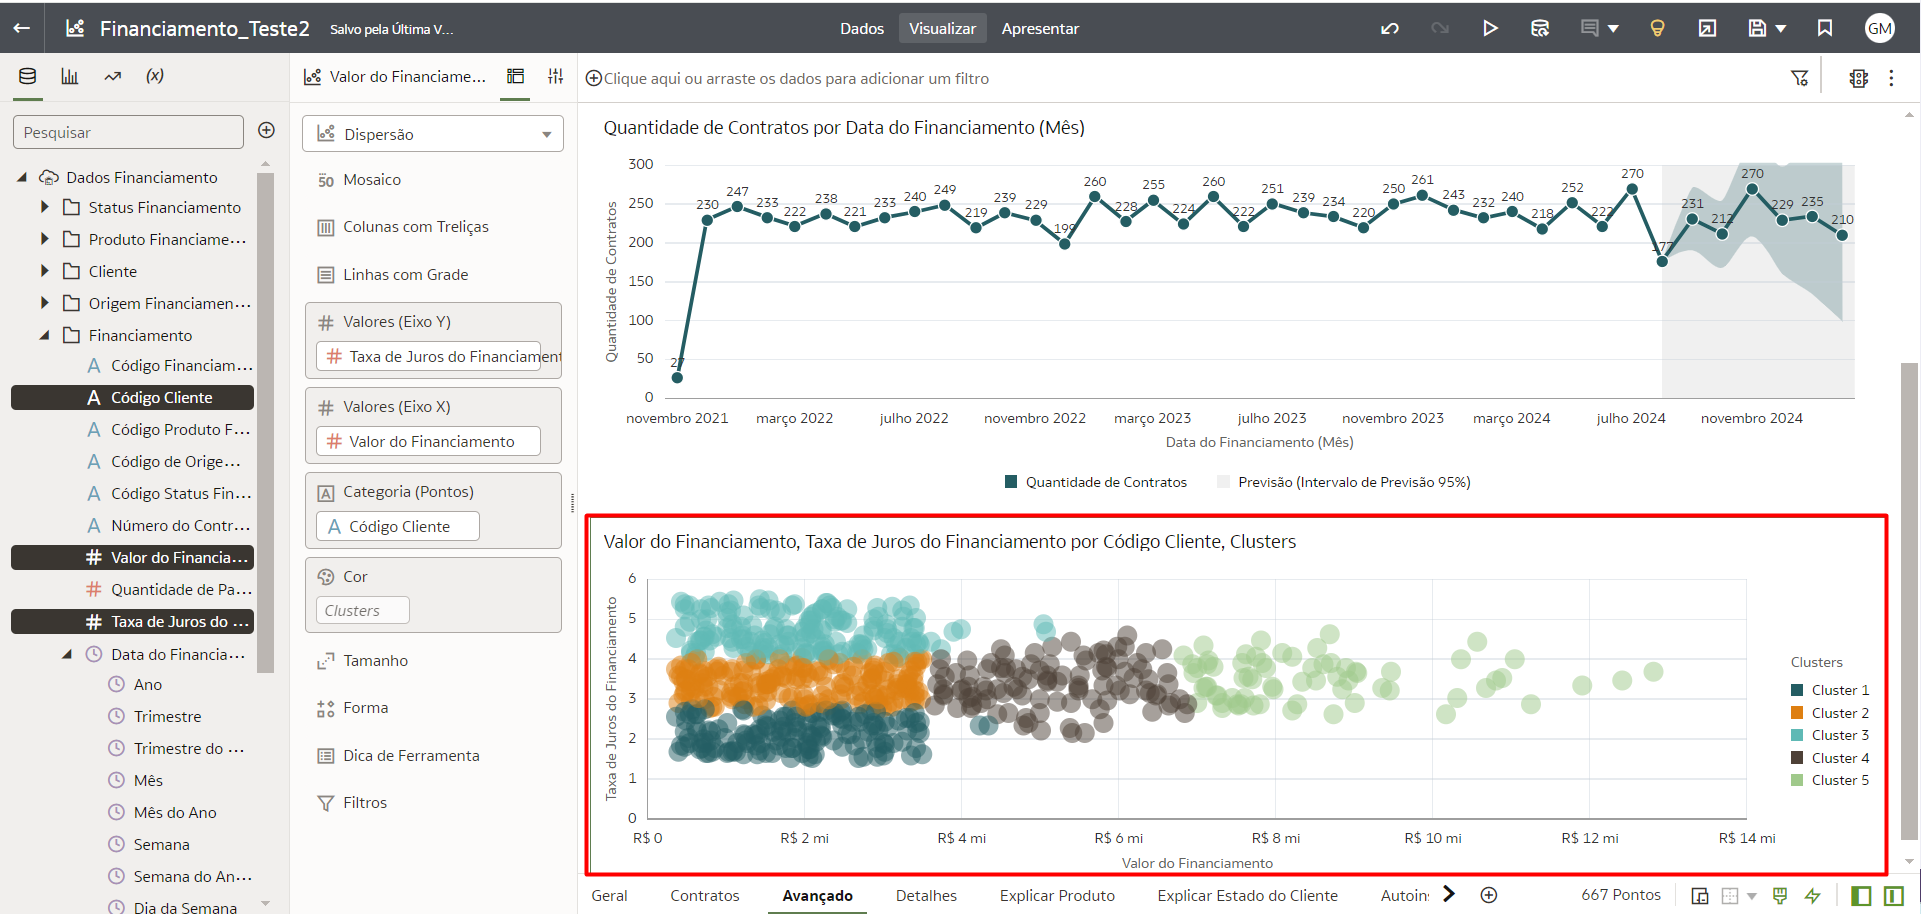 Financiamento_Teste2
Salvo pela Última V...
Dados
Visualizar
Apresentar
GM
(x)
Pesquisar
Dados Financiamento
Status Financiamento
Produto Financiame...
Cliente
Origem Financiamen...
Financiamento
A Código Financiam...
A Código Cliente
A Código Produto F...
A Código de Orige...
A Código Status Fin...
A Número do Contr...
# Valor do Financia...
# Quantidade de Pa...
# Taxa de Juros do ...
Data do Financia...
Ano
Trimestre
Trimestre do ...
Mês
Mês do Ano
Semana
Semana do An...
Dia da Semana
Valor do Financiame...
Dispersão
50 Mosaico
Colunas com Treliças
Linhas com Grade
# Valores (Eixo Y)
# Taxa de Juros do Financiament
# Valores (Eixo X)
# Valor do Financiamento
A Categoria (Pontos)
A Código Cliente
Cor
Clusters
Tamanho
Forma
Dica de Ferramenta
Filtros
Clique aqui ou arraste os dados para adicionar um filtro
Quantidade de Contratos por Data do Financiamento (Mês)
Quantidade de Contratos
300
250
200
150
100
50
0
27
230
247
233
222
238
221
233
240
249
219
239
229
199
260
228
255
224
260
222
251
239
234
220
250
261
243
232
240
218
252
222
270
177
231
212
270
229
235
210
novembro 2021
março 2022
julho 2022
novembro 2022
março 2023
julho 2023
novembro 2023
março 2024
julho 2024
novembro 2024
Data do Financiamento (Mês)
Quantidade de Contratos
Previsão (Intervalo de Previsão 95%)
Valor do Financiamento, Taxa de Juros do Financiamento por Código Cliente, Clusters
Taxa de Juros do Financiamento
6
5
4
3
2
1
0
R$ 0
R$ 2 mi
R$ 4 mi
R$ 6 mi
R$ 8 mi
R$ 10 mi
R$ 12 mi
R$ 14 mi
Valor do Financiamento
Clusters
Cluster 1
Cluster 2
Cluster 3
Cluster 4
Cluster 5
Geral
Contratos
Avançado
Detalhes
Explicar Produto
Explicar Estado do Cliente
Autoins
667 Pontos